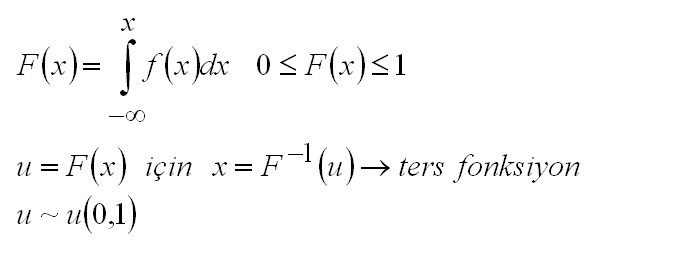 F(x) = ∫_{-∞}^{x} f(x)dx   0 ≤ F(x) ≤ 1
u = F(x) için x = F^{-1}(u) → ters fonksiyon
u ~ u(0,1)